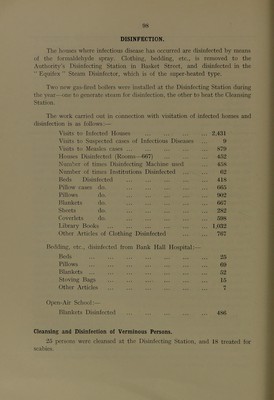 98
DISINFECTION.
The houses where infectious disease has occurred are disinfected by means
of the formaldehyde spray. Clothing, bedding, etc., is removed to the
Authority's Disinfecting Station in Basket Street, and disinfected in the
"Equifex" Steam Disinfector, which is of the super-heated type.
Two new gas-fired boilers were installed at the Disinfecting Station during
the year—one to generate steam for disinfection, the other to heat the Cleansing
Station.
The work carried out in connection with visitation of infected homes and
disinfection is as follows:—
Visits to Infected Houses ... ... ... ... 2,431
Visits to Suspected cases of Infectious Diseases ... 9
Visits to Measles cases ... ... ... ... 879
Houses Disinfected (Rooms—667) ... ... ... 452
Number of times Disinfecting Machine used ... 458
Number of times Institutions Disinfected ... ... 62
Beds Disinfected ... ... ... ... 418
Pillow cases do. ... ... ... ... 665
Pillows do. ... ... ... ... 902
Blankets do. ... ... ... ... 667
Sheets do. ... ... ... ... 282
Coverlets do. ... ... ... ... 598
Library Books ... ... ... ... ... 1,032
Other Articles of Clothing Disinfected ... ... 787
Bedding, etc., disinfected from Bank Hall Hospital:—
Beds ... ... ... ... ... 23
Pillows ... ... ... ... ... 69
Blankets ... ... ... ... ... 52
Stoving Bags ... ... ... ... ... 15
Other Articles ... ... ... ... ... 7
Open-Air School:—
Blankets Disinfected ... ... ... ... 486
Cleansing and Disinfection of Verminous Persons.
23 persons were cleansed at the Disinfecting Station, and 18 treated for
scabies.